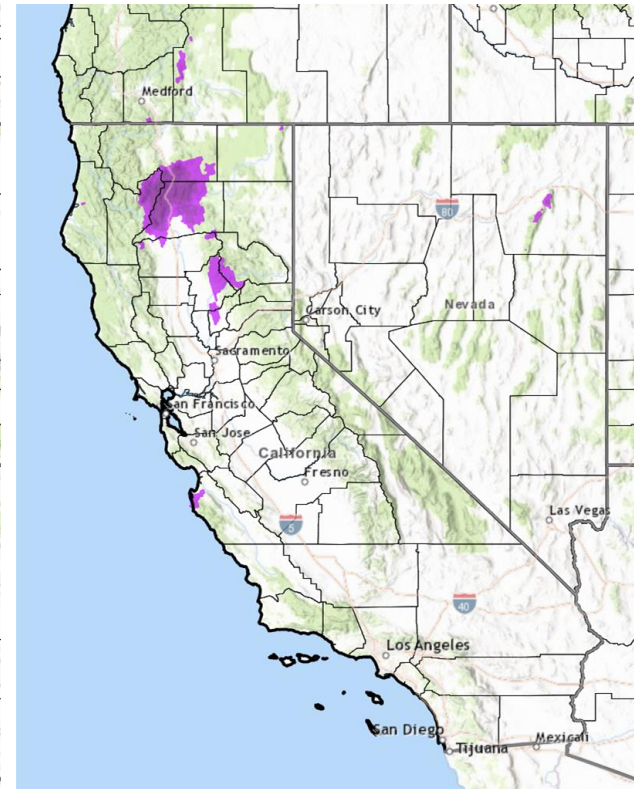 Medford
80
Nevada
Carson City
Sacramento
San Francisco
San Jose
California
Fresno
5
Las Vegas
40
Los Angeles
San Diego
Tijuana
Mexicali